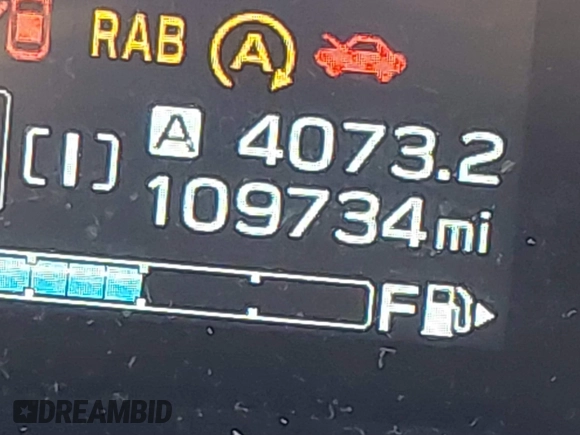 RAB A
A 4073.2
[I] 109734mi
F
DREAMBID